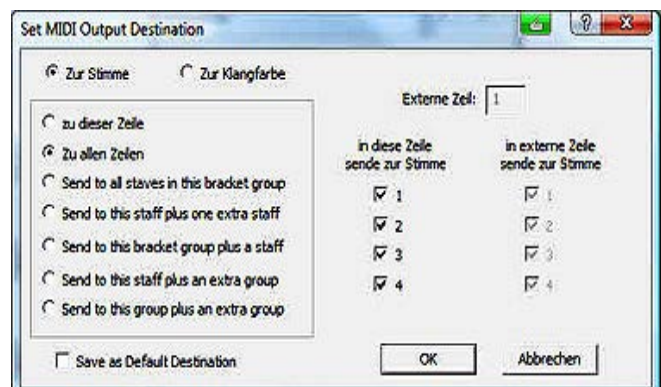 Set MIDI Output Destination
Zur Stimme Zur Klangfarbe
zu dieser Zeile
Zu allen Zeilen
Send to all staves in this bracket group
Send to this staff plus one extra staff
Send to this bracket group plus a staff
Send to this staff plus an extra group
Send to this group plus an extra group
Save as Default Destination
Externe Zeil: 1
in diese Zeile
sende zur Stimme
1
2
3
4
in externe Zeile
sende zur Stimme
1
2
3
4
OK Abbrechen